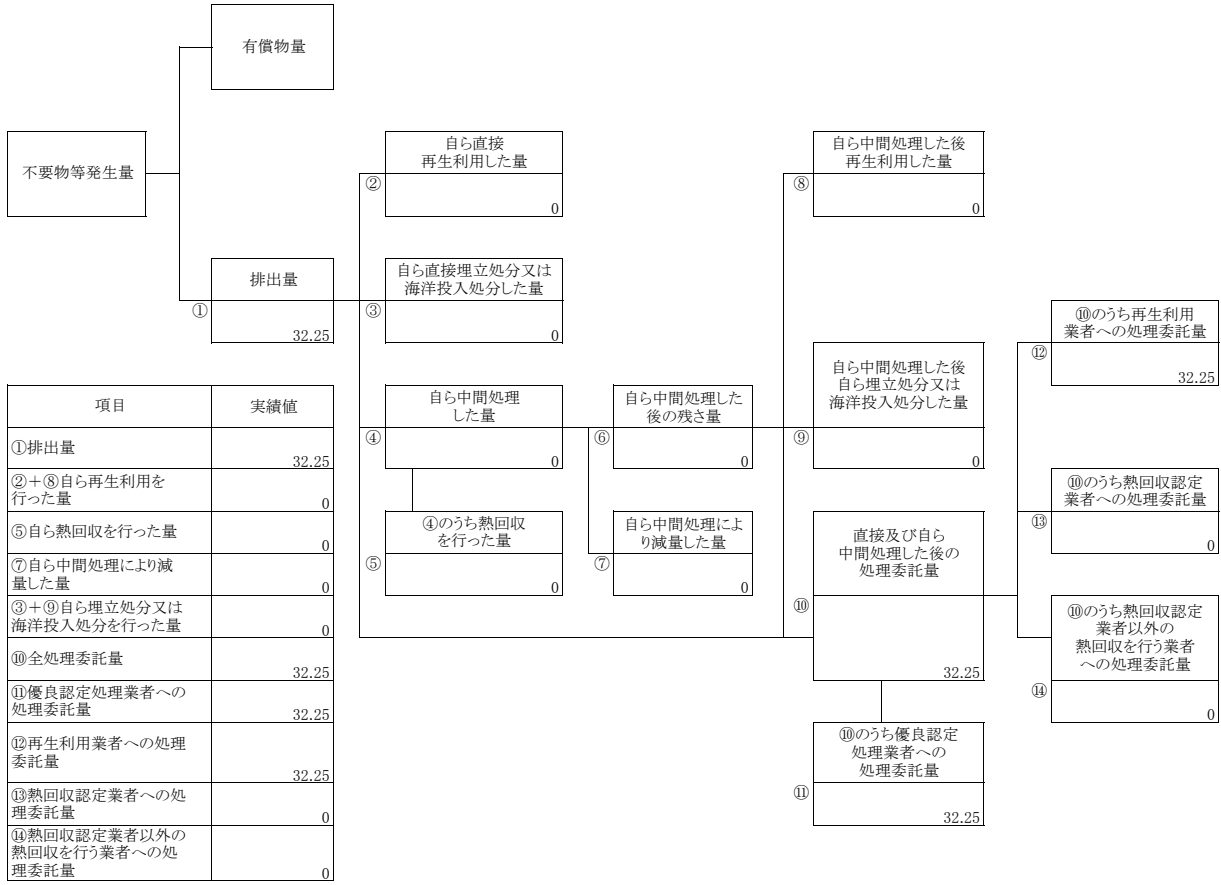 有償物量
不要物等発生量
自ら直接
再生利用した量
②
0
自ら中間処理した後
再生利用した量
⑧
0
排出量
①
32.25
自ら直接埋立処分又は
海洋投入処分した量
③
0
⑩のうち再生利用
業者への処理委託量
⑫
32.25
自ら中間処理
した量
④
0
自ら中間処理した
後の残さ量
⑥
0
自ら中間処理した後
自ら埋立処分又は
海洋投入処分した量
⑨
0
⑩のうち熱回収認定
業者への処理委託量
⑬
0
④のうち熱回収
を行った量
⑤
0
自ら中間処理によ
り減量した量
⑦
0
直接及び自ら
中間処理した後の
処理委託量
⑩
32.25
⑩のうち熱回収認定
業者以外の
熱回収を行う業者
への処理委託量
⑭
0
⑩のうち優良認定
処理業者への
処理委託量
⑪
32.25
項目 実績値
①排出量
32.25
②＋⑧自ら再生利用を
行った量
0
⑤自ら熱回収を行った量
0
⑦自ら中間処理により減
量した量
0
③＋⑨自ら埋立処分又は
海洋投入処分を行った量
0
⑩全処理委託量
32.25
⑪優良認定処理業者への
処理委託量
32.25
⑫再生利用業者への処理
委託量
32.25
⑬熱回収認定業者への処
理委託量
0
⑭熱回収認定業者以外の
熱回収を行う業者への処
理委託量
0